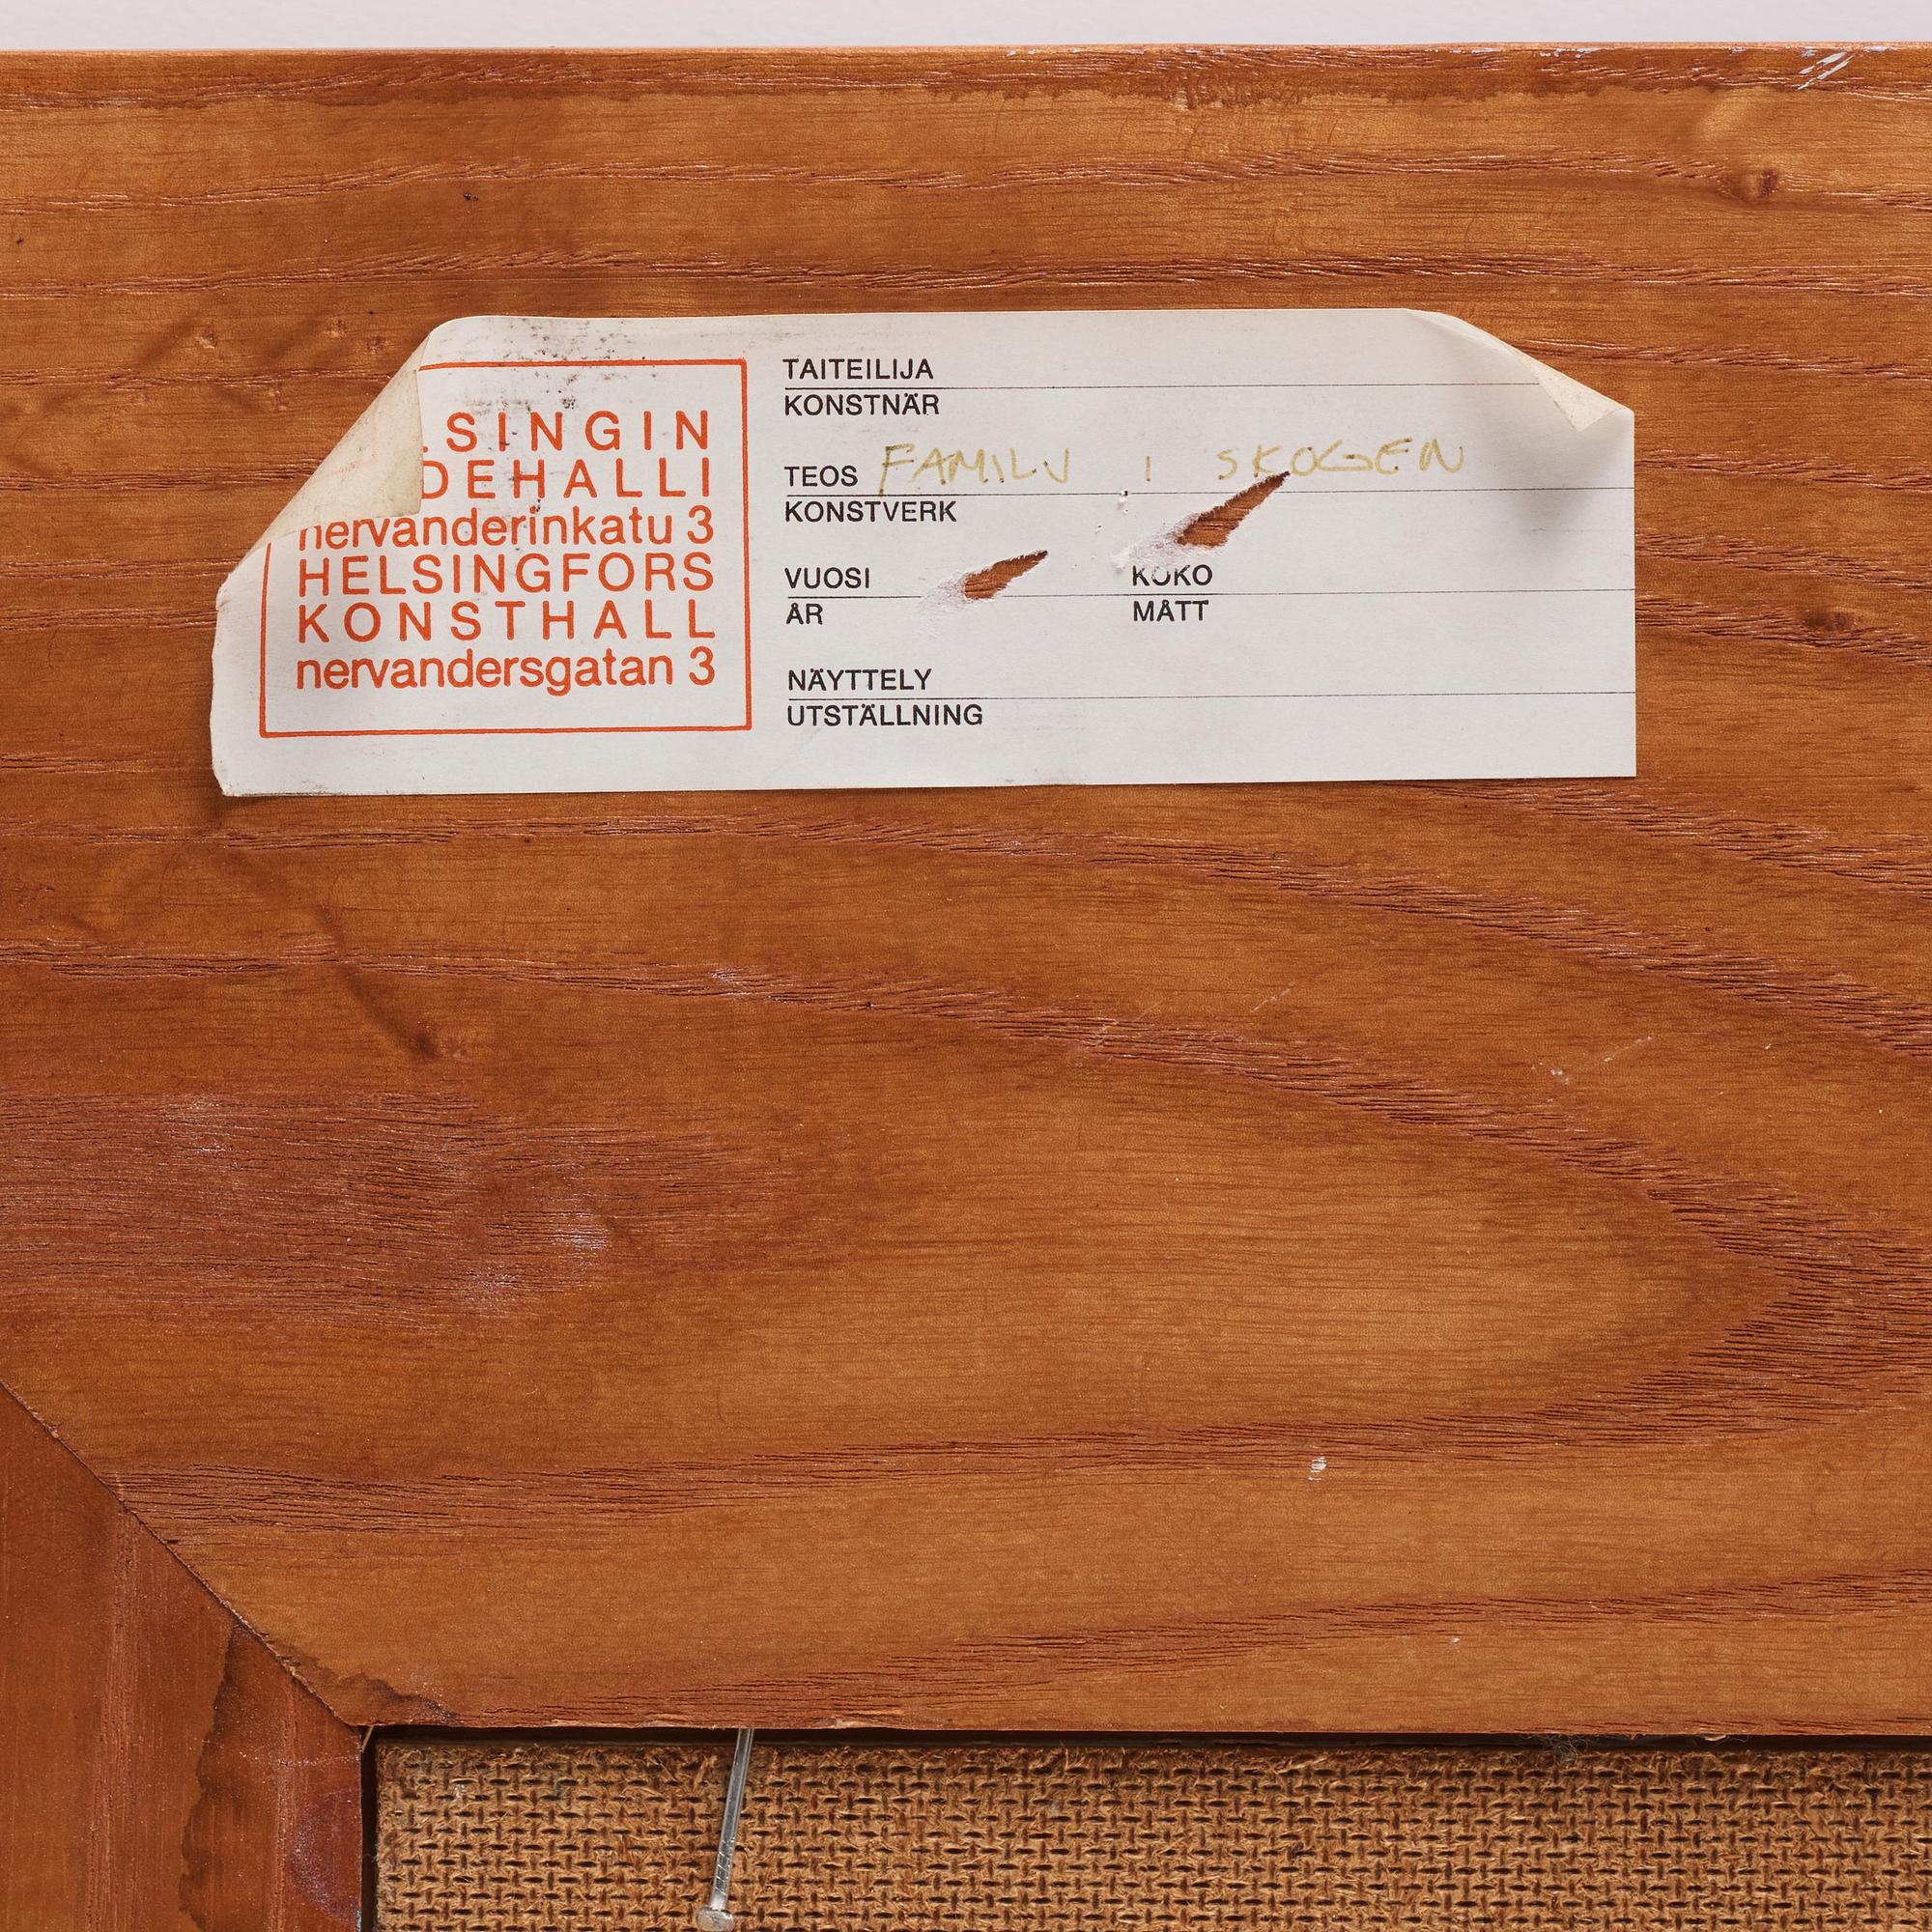 SINGIN
DEHALLI
nervanderinkatu 3
HELSINGFORS
KONSTHALL
nervandersgatan 3
TAITEILIJA
KONSTNÄR
TEOS FAMILJ I SKOGEN
KONSTVERK
VUOSI KOKO
ÅR MÅTT
NÄYTTELY
UTSTÄLLNING